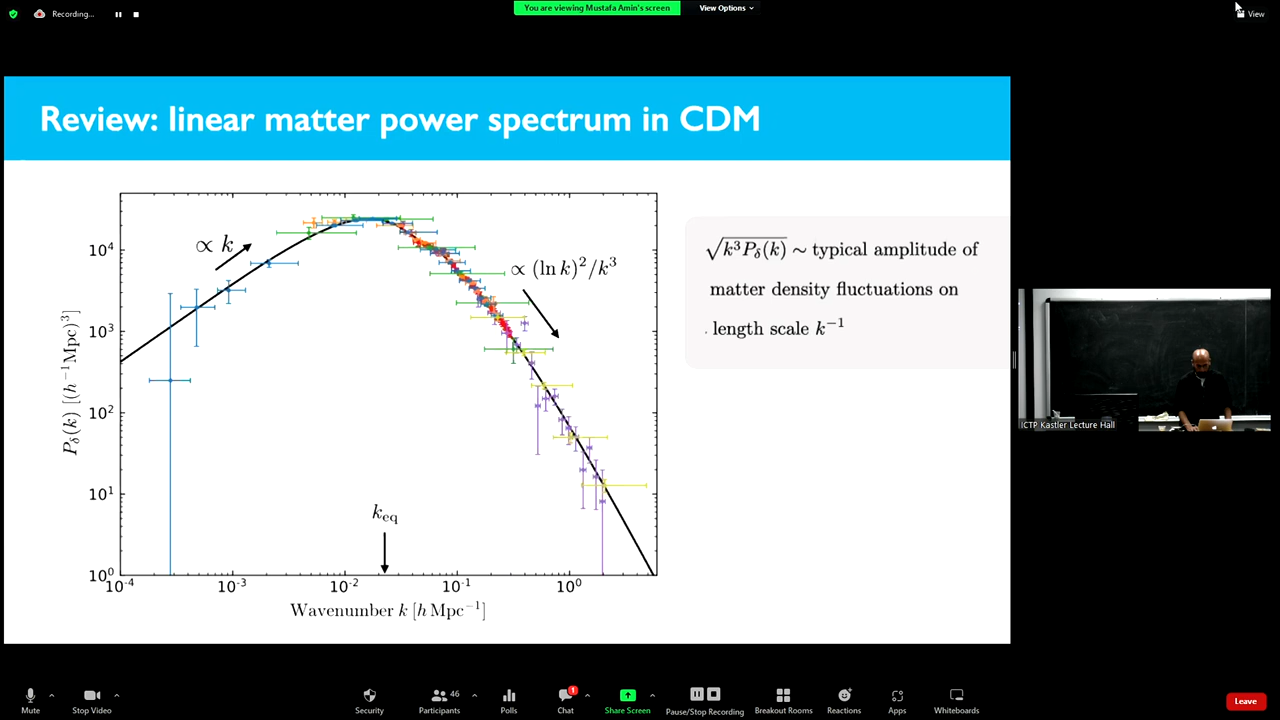 Recording...
You are viewing Mustafa Amin's screen
View Options
View
Review: linear matter power spectrum in CDM
∝ k
∝ (ln k)²/k³
k_eq
10⁴
10³
10²
10¹
10⁰
P_δ(k) [(h⁻¹Mpc)³]
10⁻⁴ 10⁻³ 10⁻² 10⁻¹ 10⁰
Wavenumber k [h Mpc⁻¹]
√k³P_δ(k) ~ typical amplitude of
matter density fluctuations on
length scale k⁻¹
ICTP Kastler Lecture Hall
Mute
Stop Video
Security
Participants
46
Polls
Chat
1
Share Screen
Pause/Stop Recording
Breakout Rooms
Reactions
Apps
Whiteboards
Leave